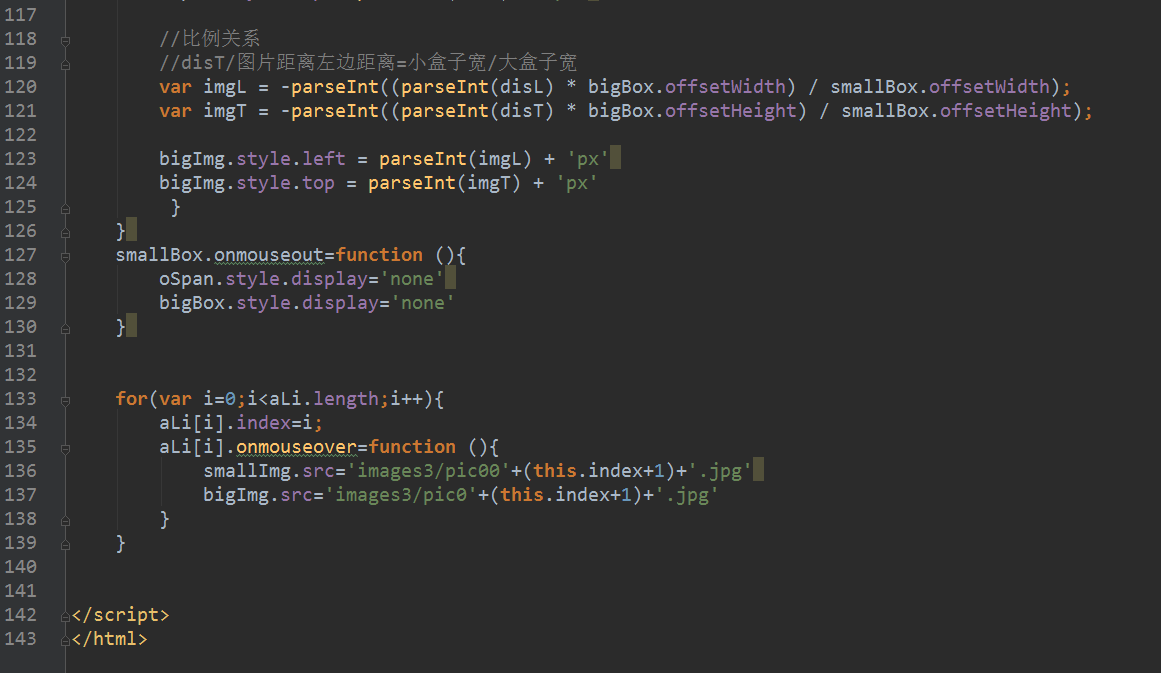 117
118 //比例关系
119 //disT/图片距离左边距离=小盒子宽/大盒子宽
120 var imgL = -parseInt((parseInt(disL) * bigBox.offsetWidth) / smallBox.offsetWidth);
121 var imgT = -parseInt((parseInt(disT) * bigBox.offsetHeight) / smallBox.offsetHeight);
122
123 bigImg.style.left = parseInt(imgL) + 'px'
124 bigImg.style.top = parseInt(imgT) + 'px'
125 }
126 }
127 smallBox.onmouseout=function (){
128 oSpan.style.display='none'
129 bigBox.style.display='none'
130 }
131
132
133 for(var i=0;i<aLi.length;i++){
134 aLi[i].index=i;
135 aLi[i].onmouseover=function (){
136 smallImg.src='images3/pic00'+(this.index+1)+'.jpg'
137 bigImg.src='images3/pic0'+(this.index+1)+'.jpg'
138 }
139 }
140
141
142 </script>
143 </html>